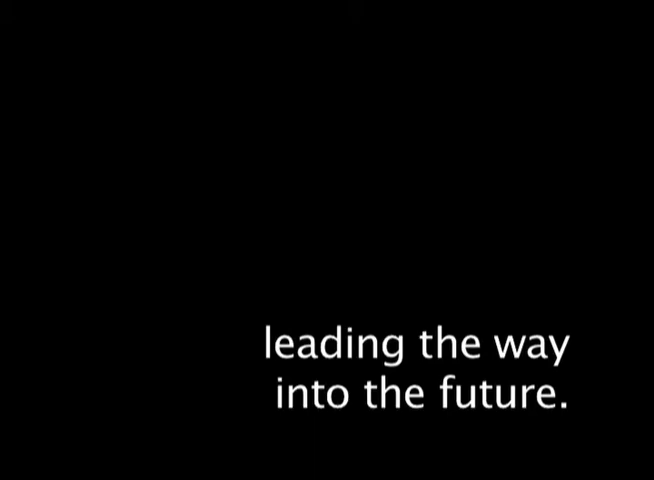 leading the way
into the future.